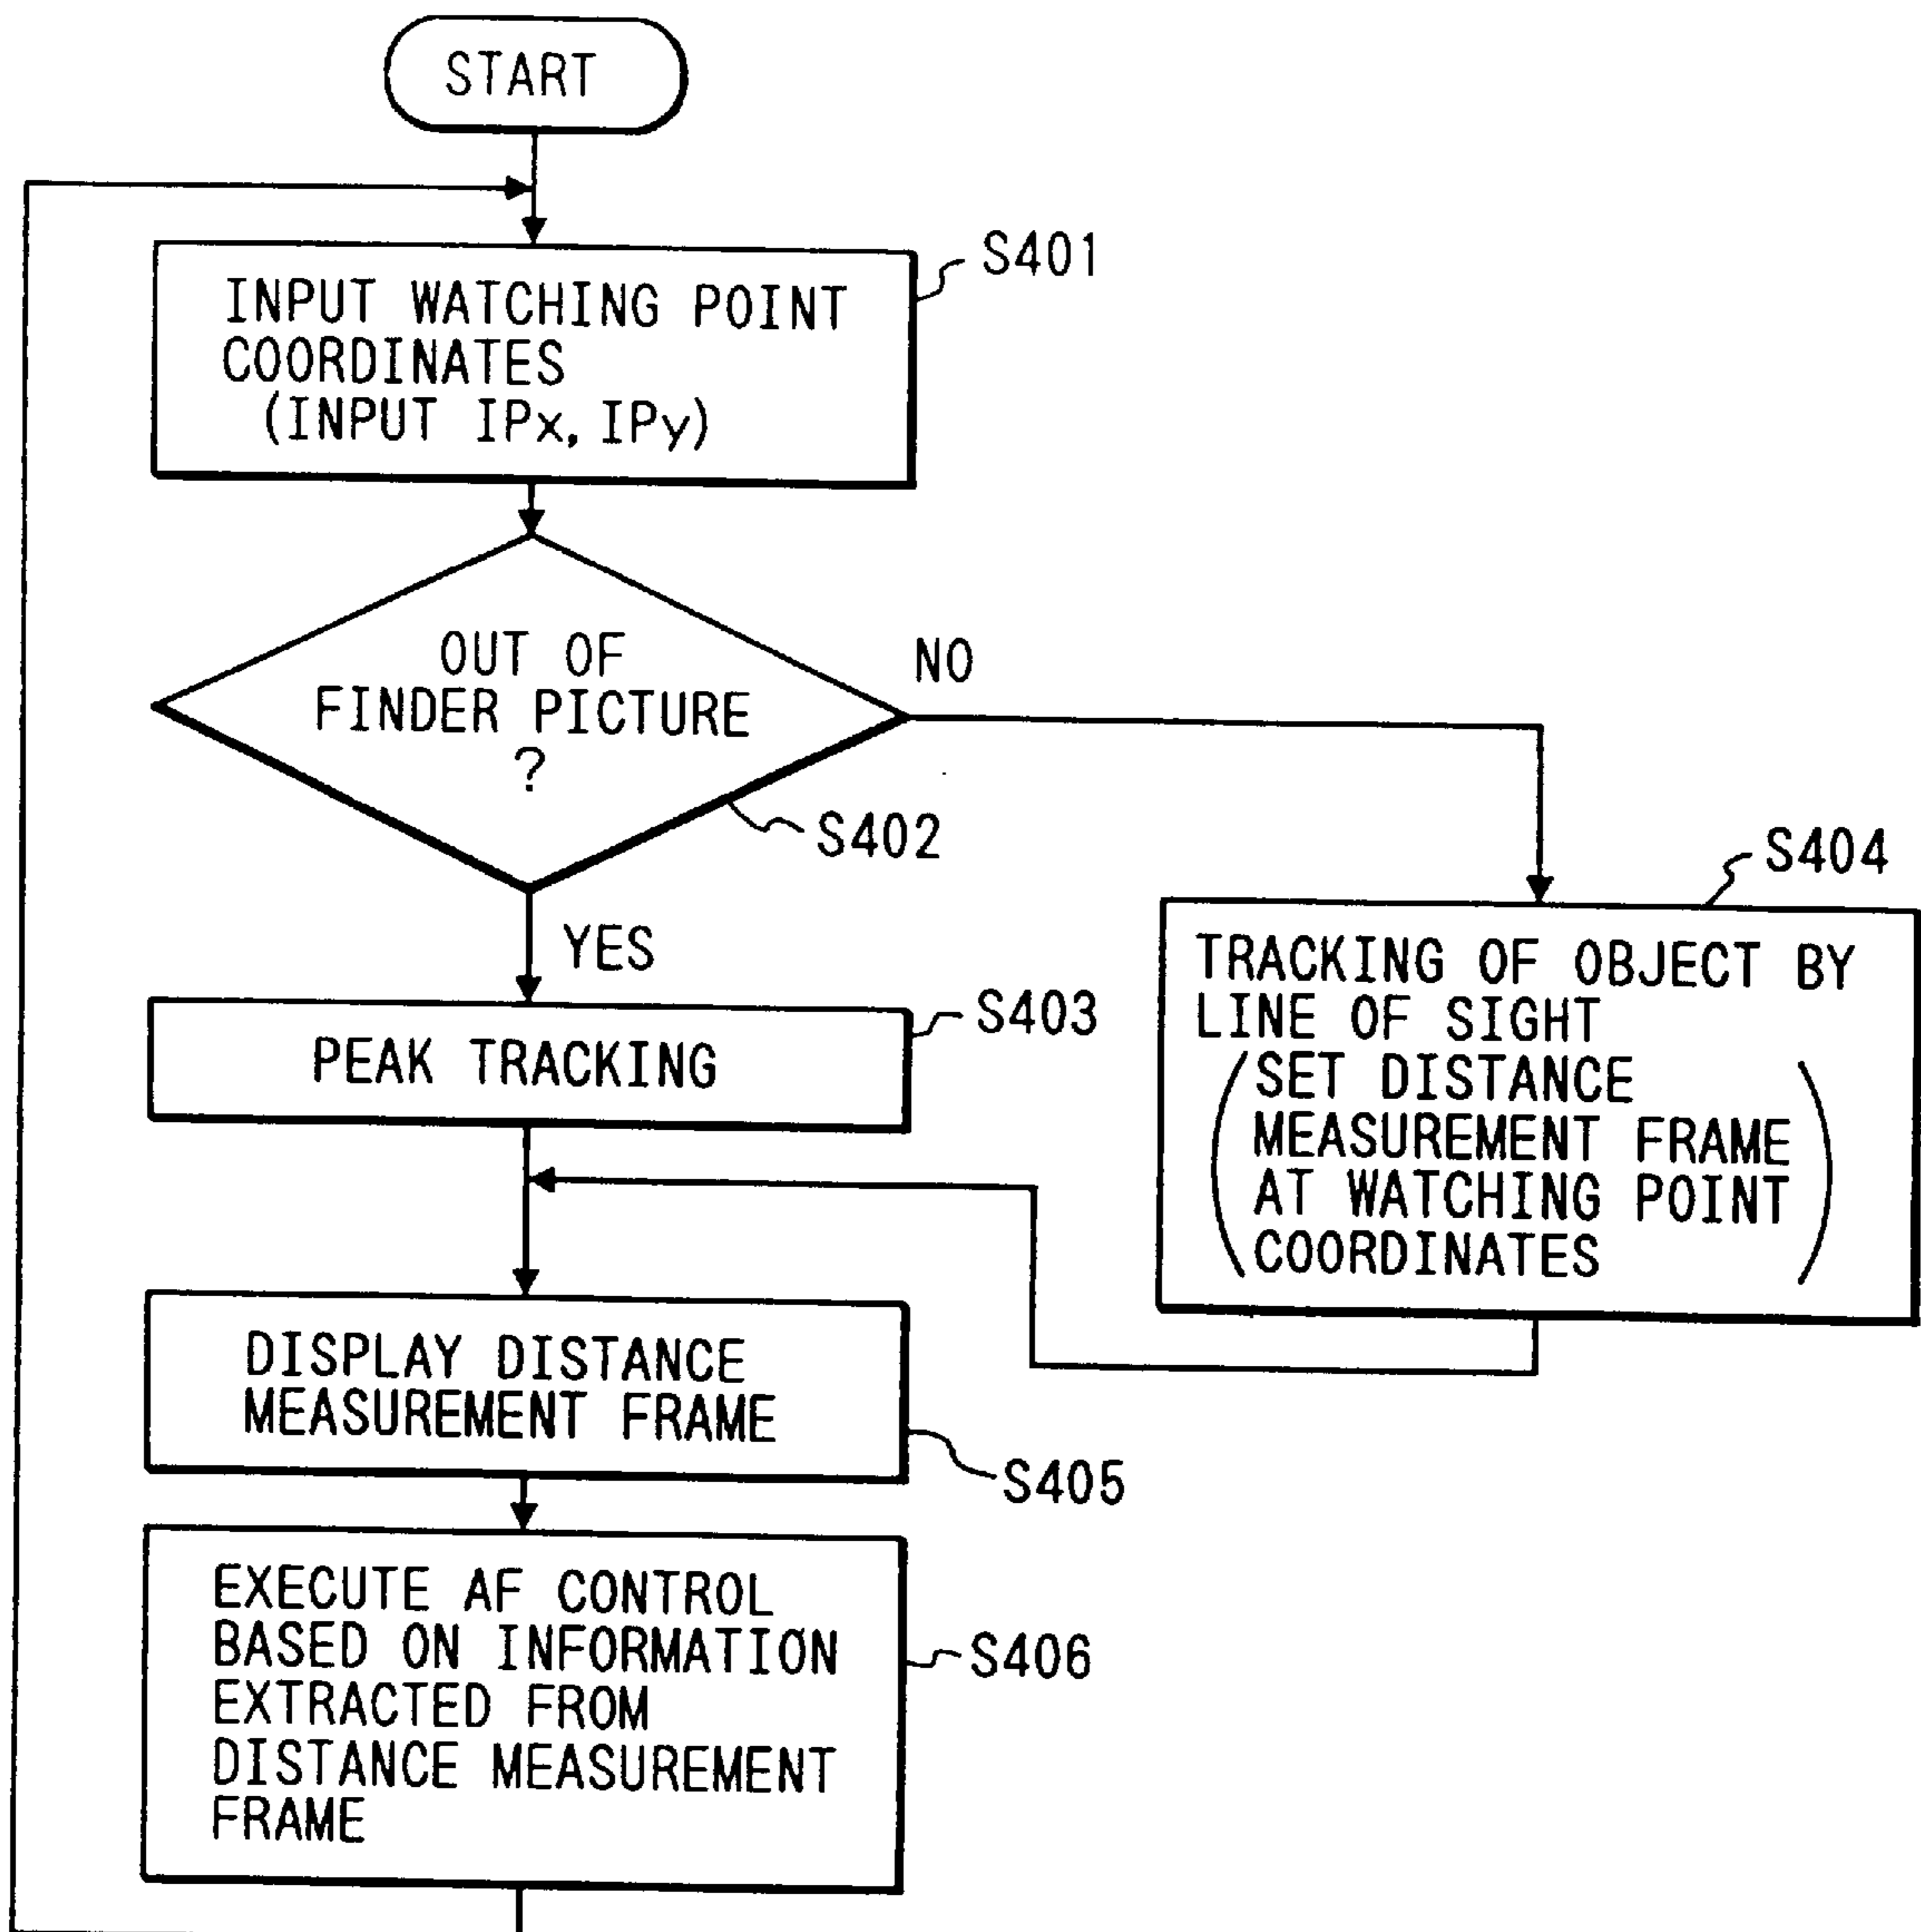 START
S401
INPUT WATCHING POINT
COORDINATES
(INPUT IPx, IPy)
OUT OF
FINDER PICTURE
?
NO
S402
YES
S404
TRACKING OF OBJECT BY
LINE OF SIGHT
(SET DISTANCE
MEASUREMENT FRAME
AT WATCHING POINT
COORDINATES)
S403
PEAK TRACKING
DISPLAY DISTANCE
MEASUREMENT FRAME
S405
EXECUTE AF CONTROL
BASED ON INFORMATION
EXTRACTED FROM
DISTANCE MEASUREMENT
FRAME
S406